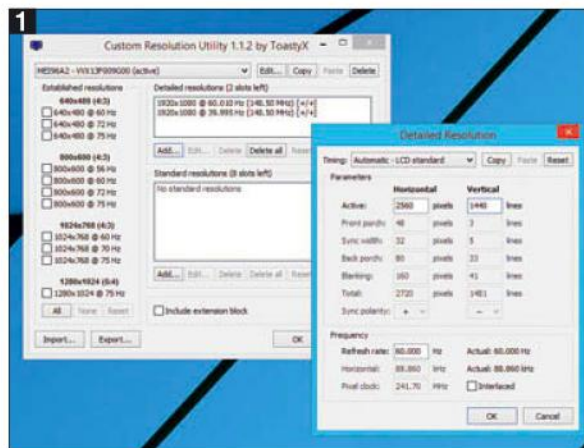 1
Custom Resolution Utility 1.1.2 by ToastyX
(active)
Edit... Copy Paste Delete
Established resolutions
640x480 (4:3)
640x480 @ 60 Hz
640x480 @ 72 Hz
640x480 @ 75 Hz
800x600 (4:3)
800x600 @ 56 Hz
800x600 @ 60 Hz
800x600 @ 72 Hz
800x600 @ 75 Hz
1024x768 (4:3)
1024x768 @ 60 Hz
1024x768 @ 70 Hz
1024x768 @ 75 Hz
1280x1024 (5:4)
1280x1024 @ 75 Hz
All None Reset
Detailed resolutions (2 slots left)
1920x1080 @ 60.010 Hz (148.50 MHz) [+/+]
1920x1080 @ 39.995 Hz (148.50 MHz) [+/+]
Add... Edit... Delete Delete all Reset
Standard resolutions (8 slots left)
No standard resolutions
Add... Edit... Delete Delete all Reset
Include extension block
Import... Export... OK
Detailed Resolution
Timing: Automatic - LCD standard Copy Paste Reset
Parameters
Horizontal Vertical
Active: 2560 pixels 1440 lines
Front porch: 48 pixels 3 lines
Sync width: 32 pixels 5 lines
Back porch: 80 pixels 33 lines
Blanking: 160 pixels 41 lines
Total: 2720 pixels 1481 lines
Sync polarity: + -
Frequency
Refresh rate: 60.000 Hz Actual: 60.000 Hz
Horizontal: 88.860 kHz Actual: 88.860 kHz
Pixel clock: 241.70 MHz Interlaced
OK Cancel